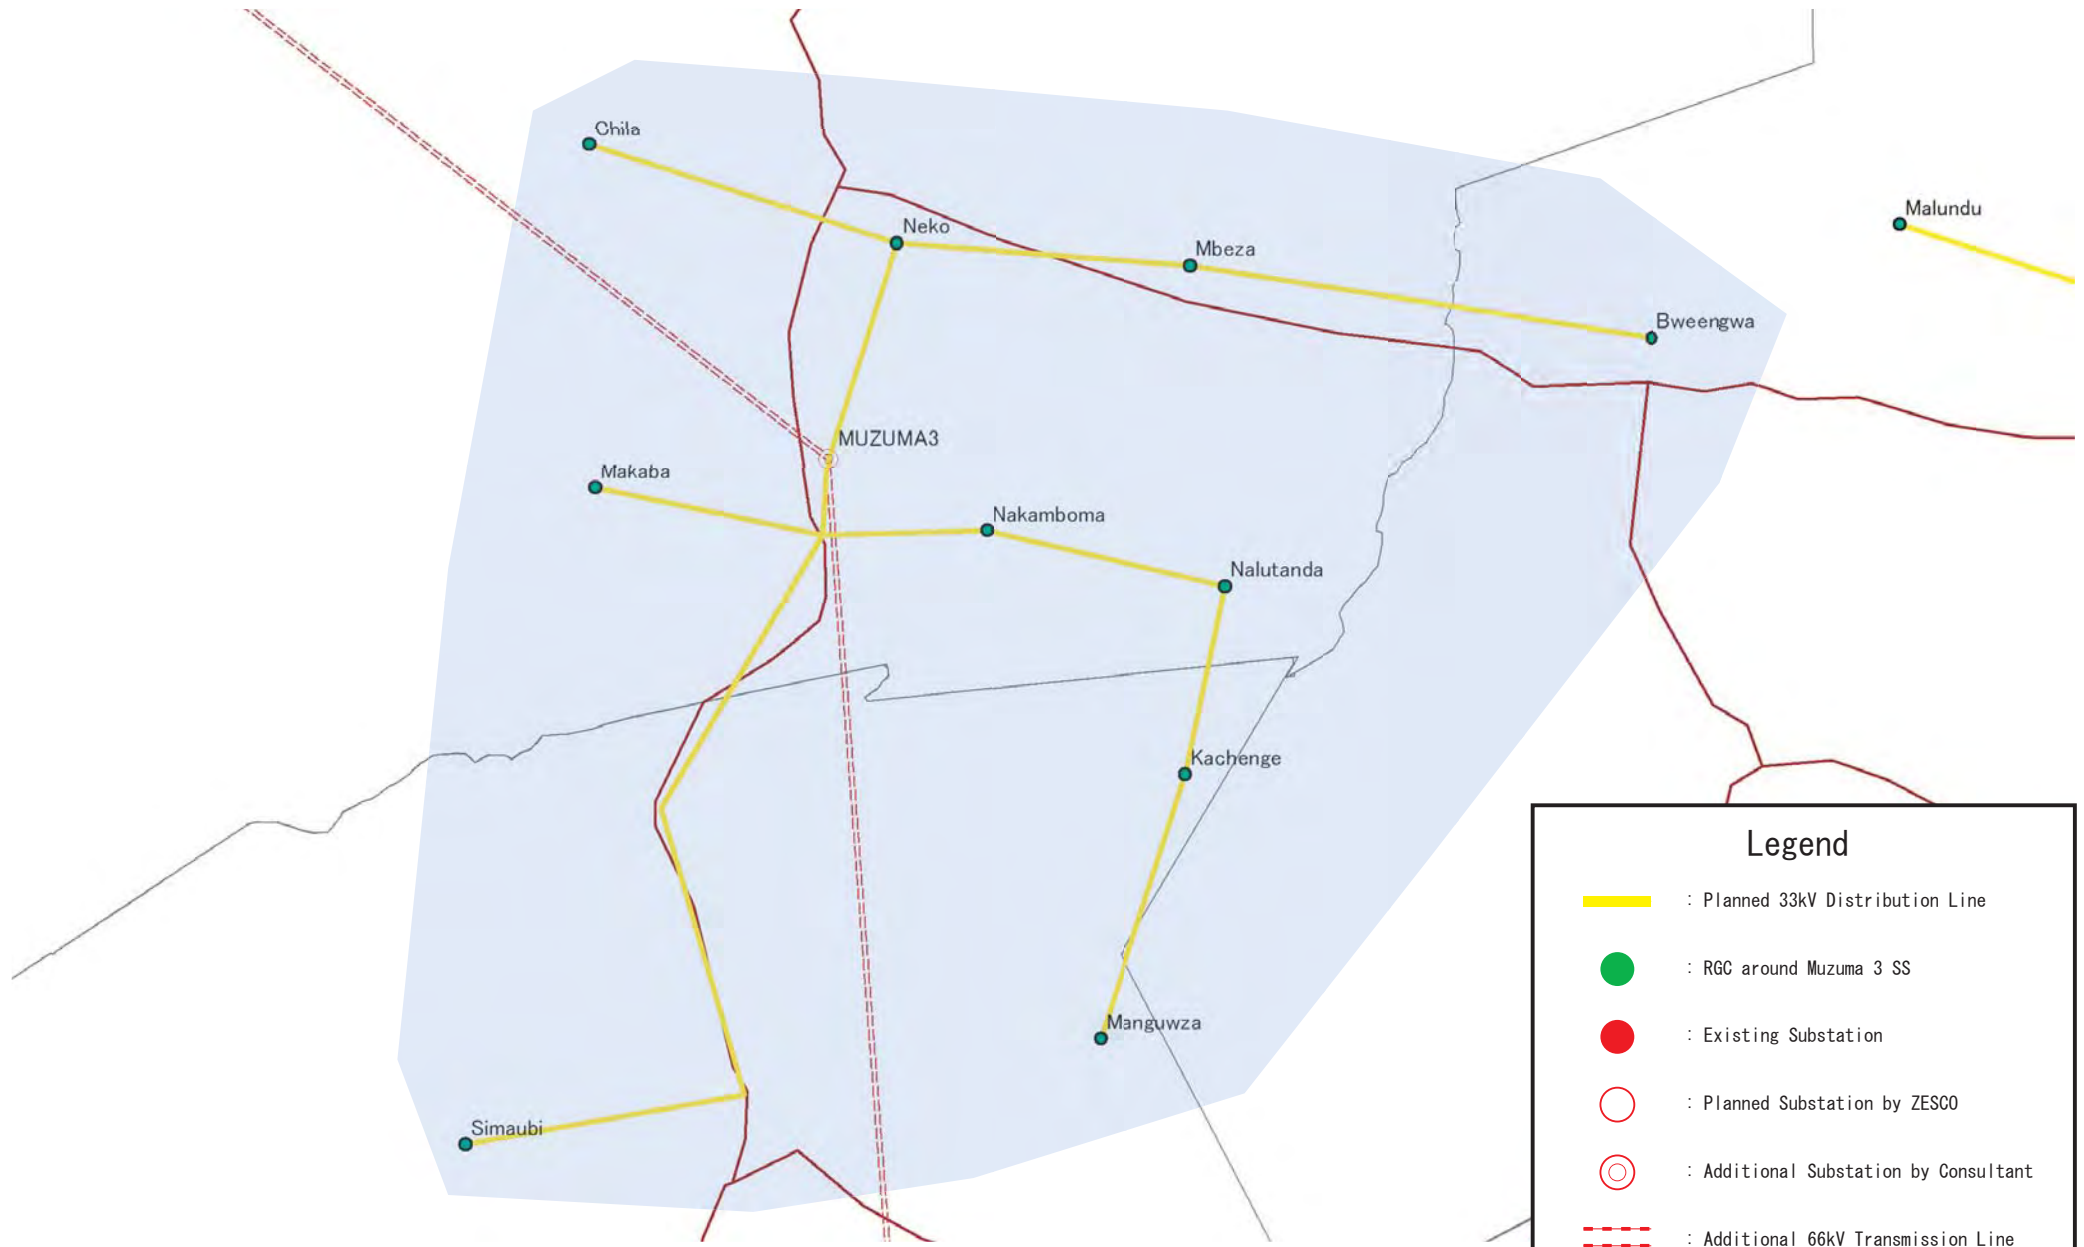 Chila
Malundu
Neko
Mbeza
Bweengwa
MUZUMA3
Makaba
Nakamboma
Nalutanda
Kachenge
Manguwza
Simaubi
Legend
: Planned 33kV Distribution Line
: RGC around Muzuma 3 SS
: Existing Substation
: Planned Substation by ZESCO
: Additional Substation by Consultant
: Additional 66kV Transmission Line